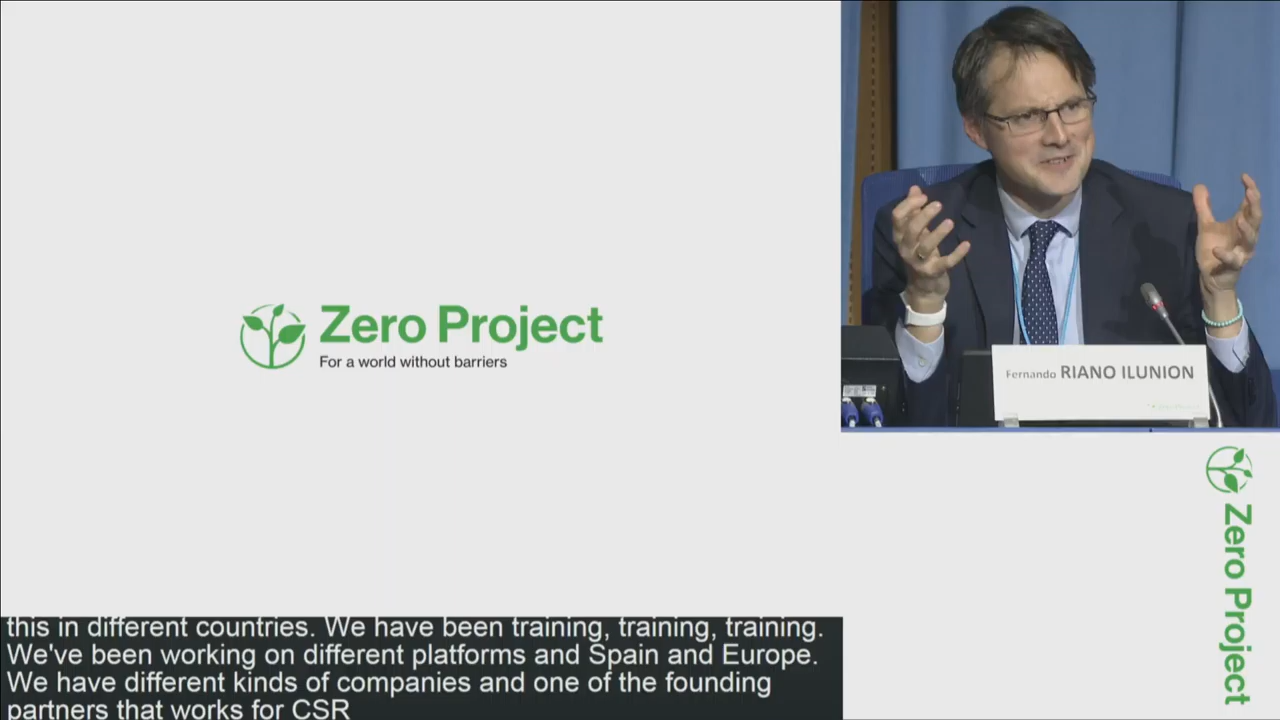 Zero Project
For a world without barriers
Fernando RIANO ILUNION
Zero Project
this in different countries. We have been training, training, training.
We've been working on different platforms and Spain and Europe.
We have different kinds of companies and one of the founding
partners that works for CSR